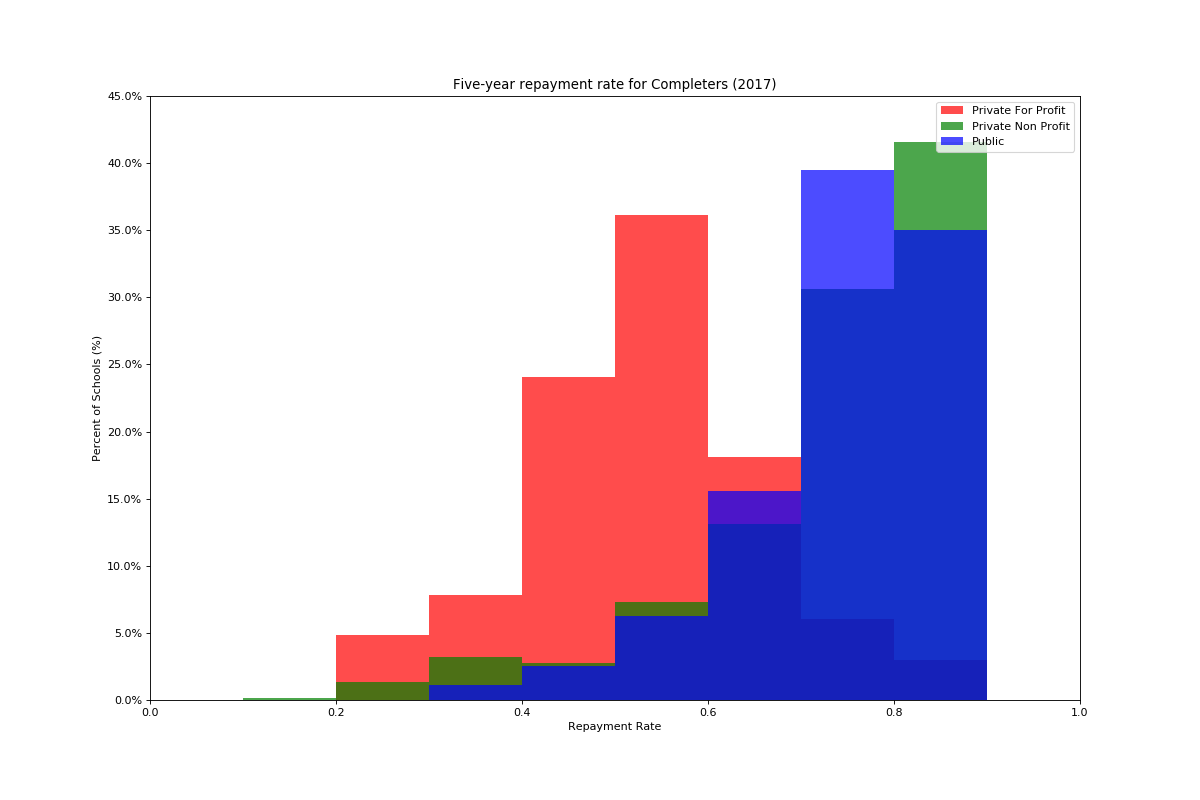 Five-year repayment rate for Completers (2017)
45.0%
40.0%
35.0%
30.0%
25.0%
20.0%
15.0%
10.0%
5.0%
0.0%
Percent of Schools (%)
Private For Profit
Private Non Profit
Public
0.0 0.2 0.4 0.6 0.8 1.0
Repayment Rate